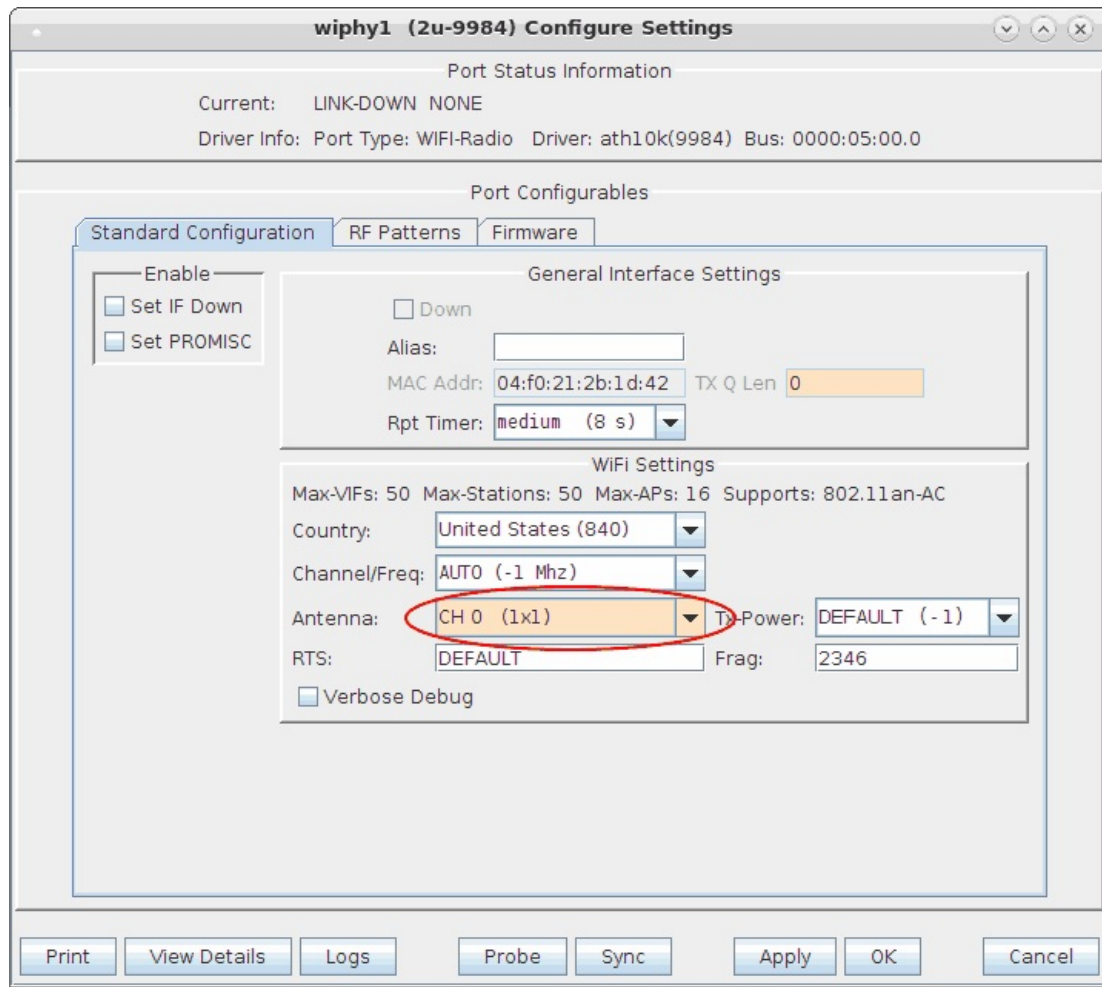 wiphy1 (2u-9984) Configure Settings
Port Status Information
Current: LINK-DOWN NONE
Driver Info: Port Type: WIFI-Radio Driver: ath10k(9984) Bus: 0000:05:00.0
Port Configurables
Standard Configuration RF Patterns Firmware
Enable
Set IF Down
Set PROMISC
General Interface Settings
Down
Alias:
MAC Addr: 04:f0:21:2b:1d:42 TX Q Len 0
Rpt Timer: medium (8 s)
WiFi Settings
Max-VIFs: 50 Max-Stations: 50 Max-APs: 16 Supports: 802.11an-AC
Country: United States (840)
Channel/Freq: AUTO (-1 Mhz)
Antenna: CH 0 (1x1) Tx-Power: DEFAULT (-1)
RTS: DEFAULT Frag: 2346
Verbose Debug
Print View Details Logs Probe Sync Apply OK Cancel